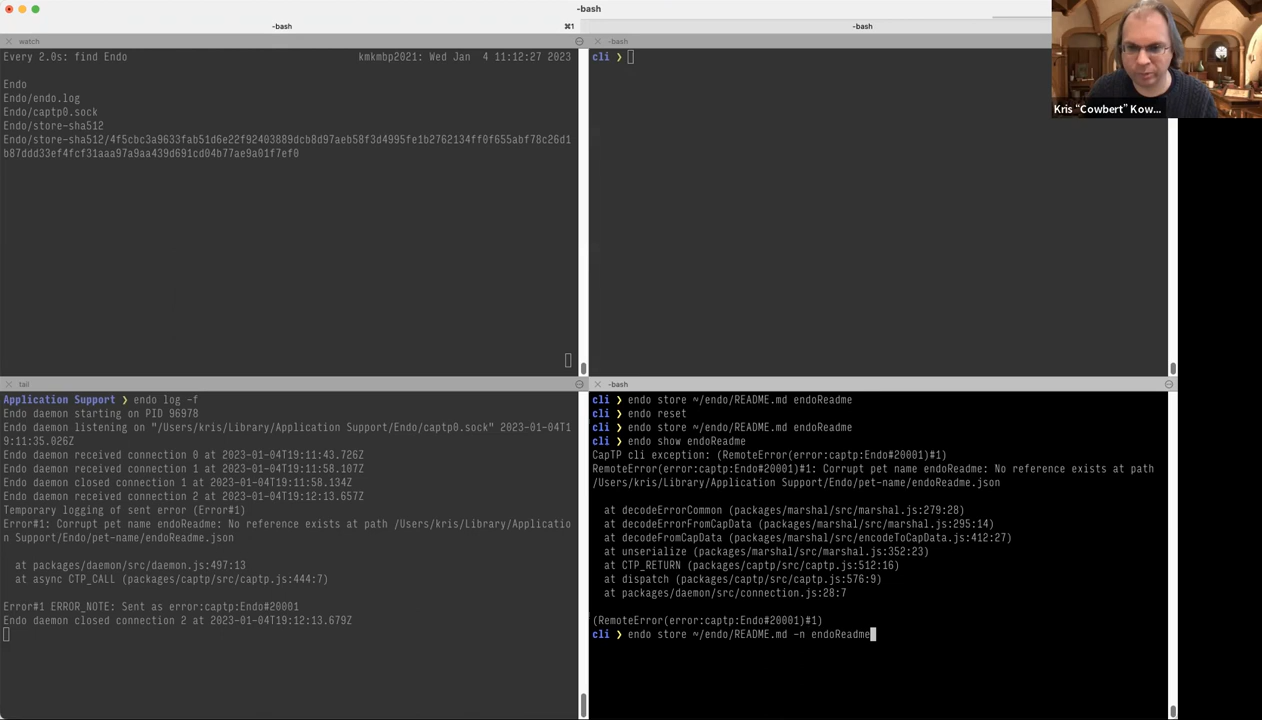 -bash
-bash
⌘1
-bash
watch
Every 2.0s: find Endo kmkmbp2021: Wed Jan 4 11:12:27 2023
Endo
Endo/endo.log
Endo/captp0.sock
Endo/store-sha512
Endo/store-sha512/4f5cbc3a9633fab51d6e22f92403889dcb8d97aeb58f3d4995fe1b2762134ff0f655abf78c26d1
b87ddd33ef4fcf31aaa97a9aa439d691cd04b77ae9a01f7ef0
-bash
cli ❯
Kris “Cowbert” Kow...
tail
Application Support ❯ endo log -f
Endo daemon starting on PID 96978
Endo daemon listening on "/Users/kris/Library/Application Support/Endo/captp0.sock" 2023-01-04T1
9:11:35.026Z
Endo daemon received connection 0 at 2023-01-04T19:11:43.726Z
Endo daemon received connection 1 at 2023-01-04T19:11:58.107Z
Endo daemon closed connection 1 at 2023-01-04T19:11:58.134Z
Endo daemon received connection 2 at 2023-01-04T19:12:13.657Z
Temporary logging of sent error (Error#1)
Error#1: Corrupt pet name endoReadme: No reference exists at path /Users/kris/Library/Applicatio
n Support/Endo/pet-name/endoReadme.json
at packages/daemon/src/daemon.js:497:13
at async CTP_CALL (packages/captp/src/captp.js:444:7)
Error#1 ERROR_NOTE: Sent as error:captp:Endo#20001
Endo daemon closed connection 2 at 2023-01-04T19:12:13.679Z
-bash
cli ❯ endo store ~/endo/README.md endoReadme
cli ❯ endo reset
cli ❯ endo store ~/endo/README.md endoReadme
cli ❯ endo show endoReadme
CapTP cli exception: (RemoteError(error:captp:Endo#20001)#1)
RemoteError(error:captp:Endo#20001)#1: Corrupt pet name endoReadme: No reference exists at path
/Users/kris/Library/Application Support/Endo/pet-name/endoReadme.json
at decodeErrorCommon (packages/marshal/src/marshal.js:279:28)
at decodeErrorFromCapData (packages/marshal/src/marshal.js:295:14)
at decodeFromCapData (packages/marshal/src/encodeToCapData.js:412:27)
at unserialize (packages/marshal/src/marshal.js:352:23)
at CTP_RETURN (packages/captp/src/captp.js:512:16)
at dispatch (packages/captp/src/captp.js:576:9)
at packages/daemon/src/connection.js:28:7
(RemoteError(error:captp:Endo#20001)#1)
cli ❯ endo store ~/endo/README.md -n endoReadme